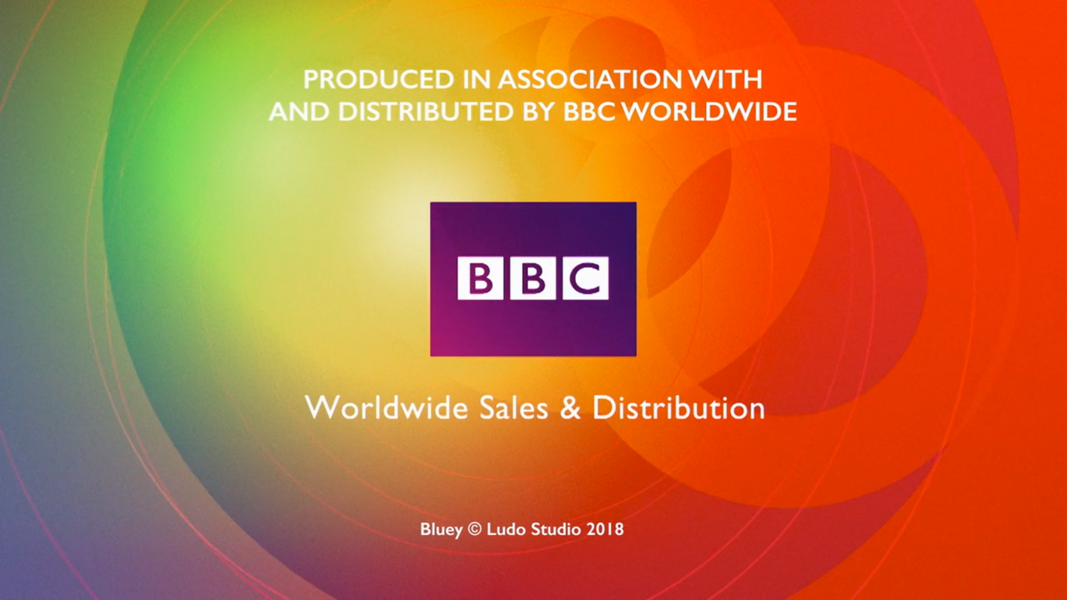 PRODUCED IN ASSOCIATION WITH
AND DISTRIBUTED BY BBC WORLDWIDE
BBC
Worldwide Sales & Distribution
Bluey © Ludo Studio 2018